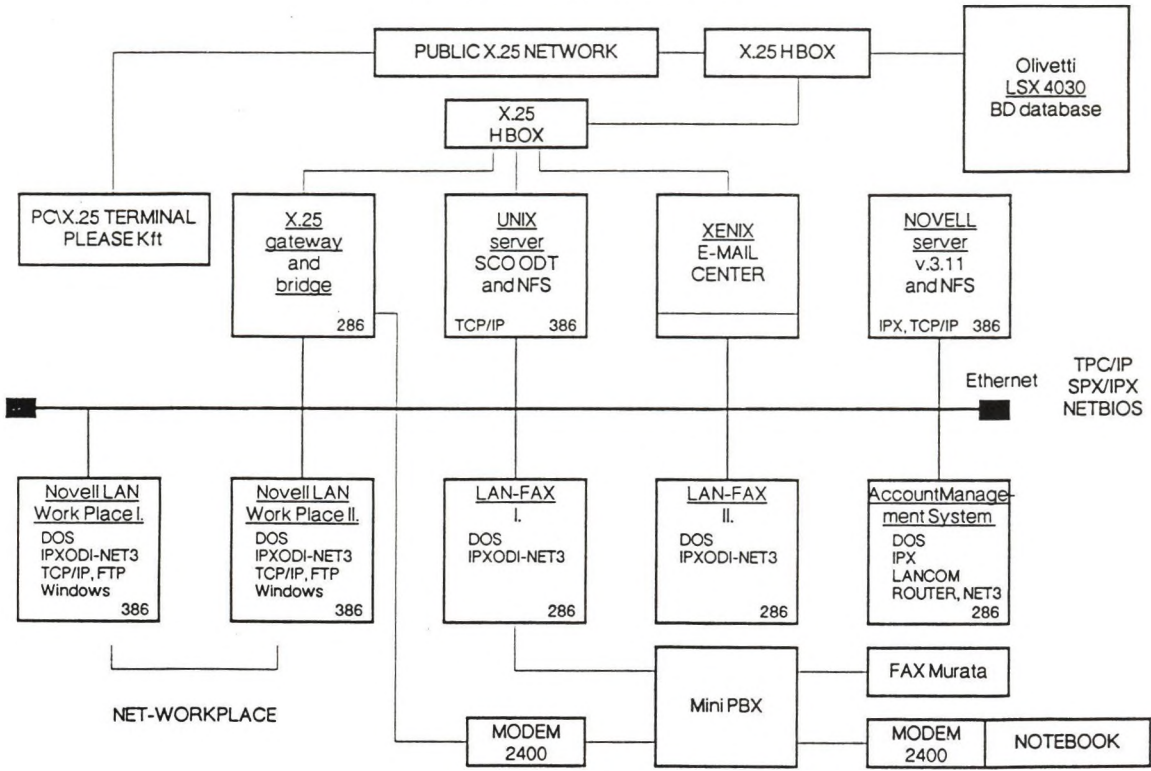 PUBLIC X.25 NETWORK
X.25 H BOX
Olivetti
LSX 4030
BD database
X.25
H BOX
PC\X.25 TERMINAL
PLEASE Kft
X.25
gateway
and
bridge
286
UNIX
server
SCO ODT
and NFS
TCP/IP 386
XENIX
E-MAIL
CENTER
NOVELL
server
v.3.11
and NFS
IPX, TCP/IP 386
Ethernet
TPC/IP
SPX/IPX
NETBIOS
Novell LAN
Work Place I.
DOS
IPXODI-NET3
TCP/IP, FTP
Windows
386
Novell LAN
Work Place II.
DOS
IPXODI-NET3
TCP/IP, FTP
Windows
386
LAN-FAX
I.
DOS
IPXODI-NET3
286
LAN-FAX
II.
DOS
IPXODI-NET3
286
Account Manage-
ment System
DOS
IPX
LANCOM
ROUTER, NET3
286
NET-WORKPLACE
Mini PBX
FAX Murata
MODEM
2400
MODEM
2400
NOTEBOOK